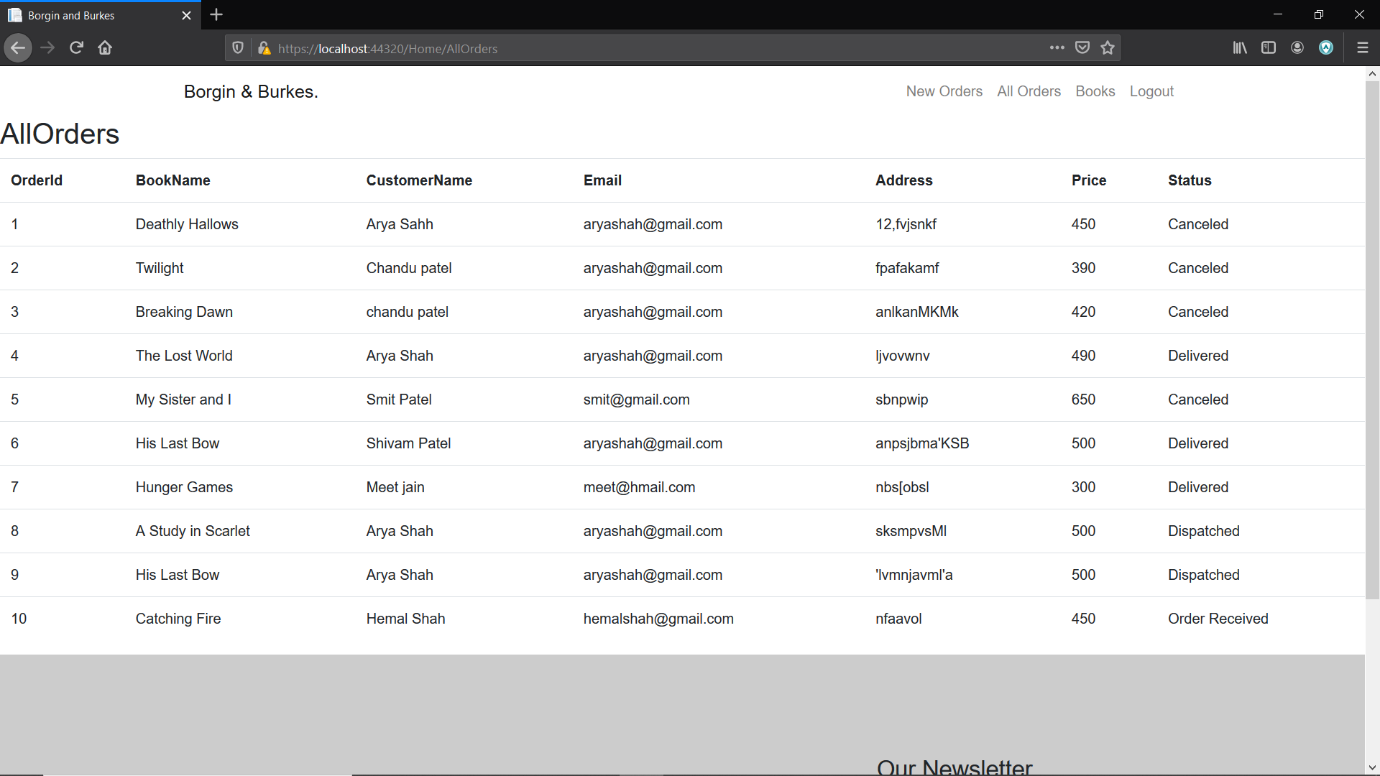 Borgin and Burkes
https://localhost:44320/Home/AllOrders
Borgin & Burkes. New Orders All Orders Books Logout
AllOrders
OrderId BookName CustomerName Email Address Price Status
1 Deathly Hallows Arya Sahh aryashah@gmail.com 12,fvjsnkf 450 Canceled
2 Twilight Chandu patel aryashah@gmail.com fpafakamf 390 Canceled
3 Breaking Dawn chandu patel aryashah@gmail.com anlkanMKMk 420 Canceled
4 The Lost World Arya Shah aryashah@gmail.com ljvovwnv 490 Delivered
5 My Sister and I Smit Patel smit@gmail.com sbnpwip 650 Canceled
6 His Last Bow Shivam Patel aryashah@gmail.com anpsjbma'KSB 500 Delivered
7 Hunger Games Meet jain meet@hmail.com nbs[obsl 300 Delivered
8 A Study in Scarlet Arya Shah aryashah@gmail.com sksmpvsMl 500 Dispatched
9 His Last Bow Arya Shah aryashah@gmail.com 'lvmnjavml'a 500 Dispatched
10 Catching Fire Hemal Shah hemalshah@gmail.com nfaavol 450 Order Received
Our Newsletter